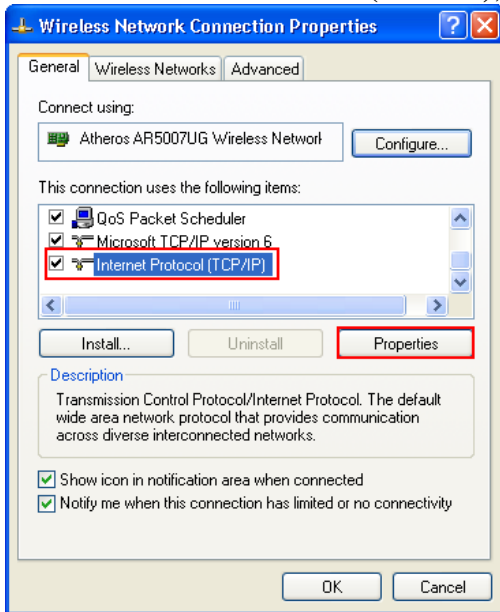 Wireless Network Connection Properties
General Wireless Networks Advanced
Connect using:
Atheros AR5007UG Wireless Network
Configure...
This connection uses the following items:
QoS Packet Scheduler
Microsoft TCP/IP version 6
Internet Protocol (TCP/IP)
Install... Uninstall Properties
Description
Transmission Control Protocol/Internet Protocol. The default
wide area network protocol that provides communication
across diverse interconnected networks.
Show icon in notification area when connected
Notify me when this connection has limited or no connectivity
OK Cancel